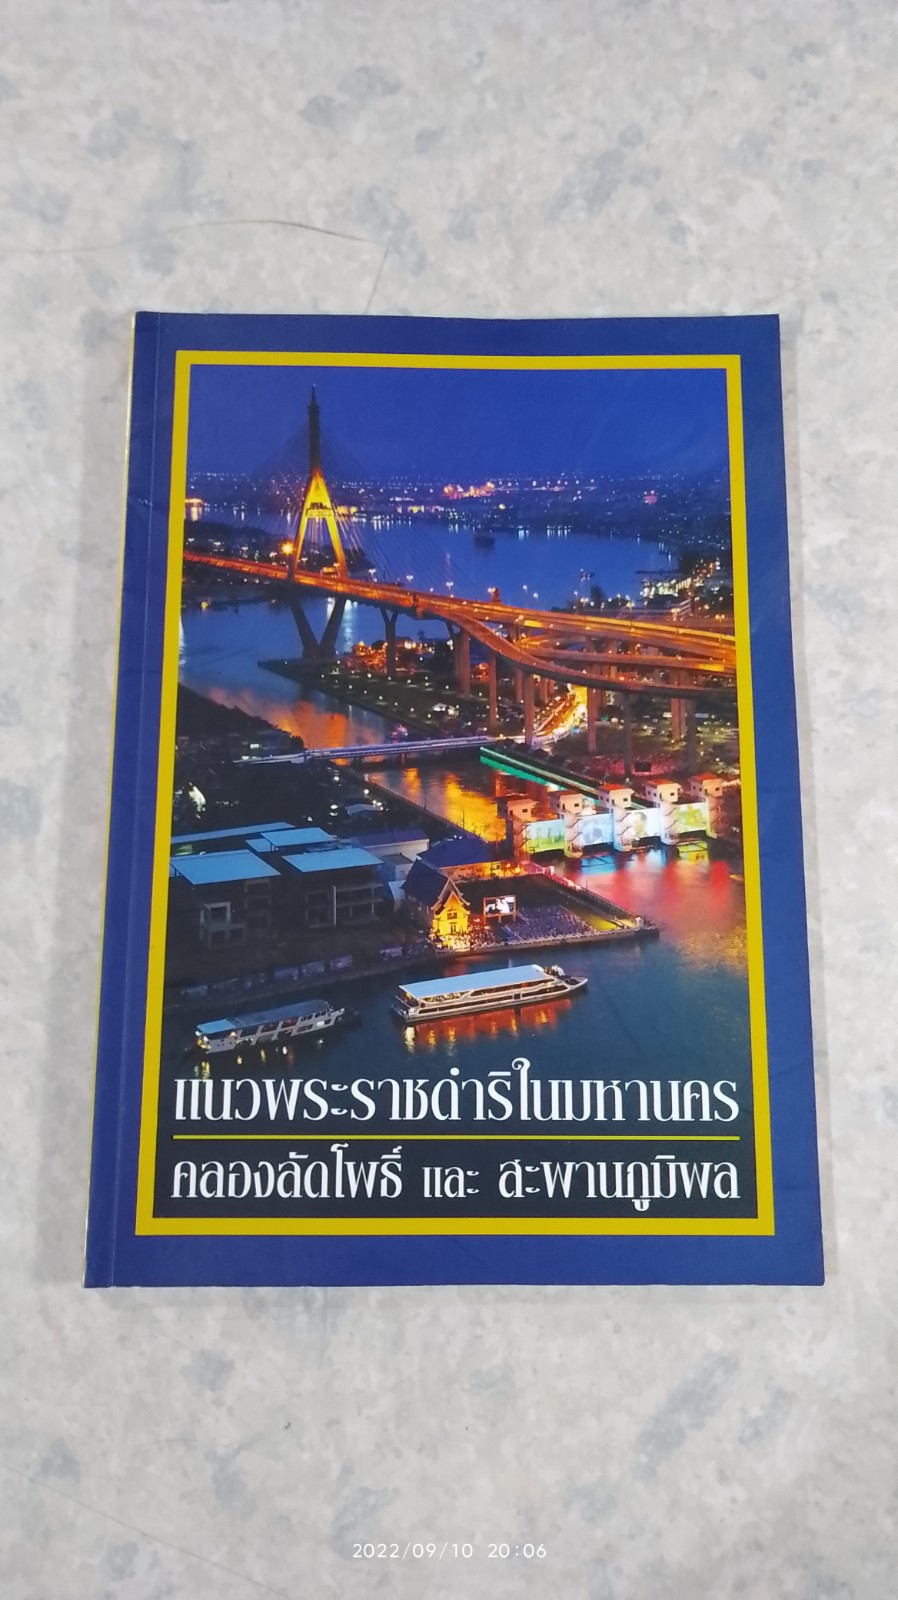 แนวพระราชดำริในมหานคร
คลองลัดโพธิ์ และ สะพานภูมิพล
2022/09/10 20:06